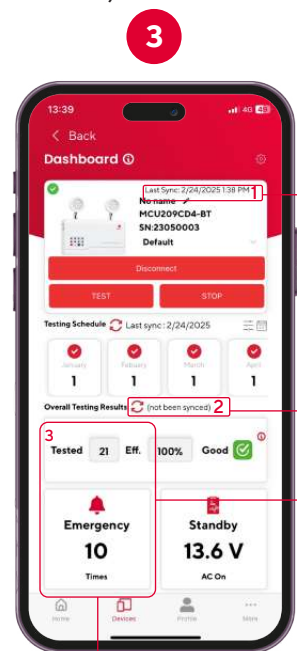 3
13:39
4G 48
Back
Dashboard
Last Sync: 2/24/2025 1:38 PM 1
No name
MCU209CD4-BT
SN:23050003
Default
Disconnect
TEST STOP
Testing Schedule Last sync: 2/24/2025
January Febuary March April
1 1 1 1
Overall Testing Results (not been synced) 2
3
Tested 21 Eff. 100% Good
Emergency Standby
10 13.6 V
Times AC On
Home Devices Profile More